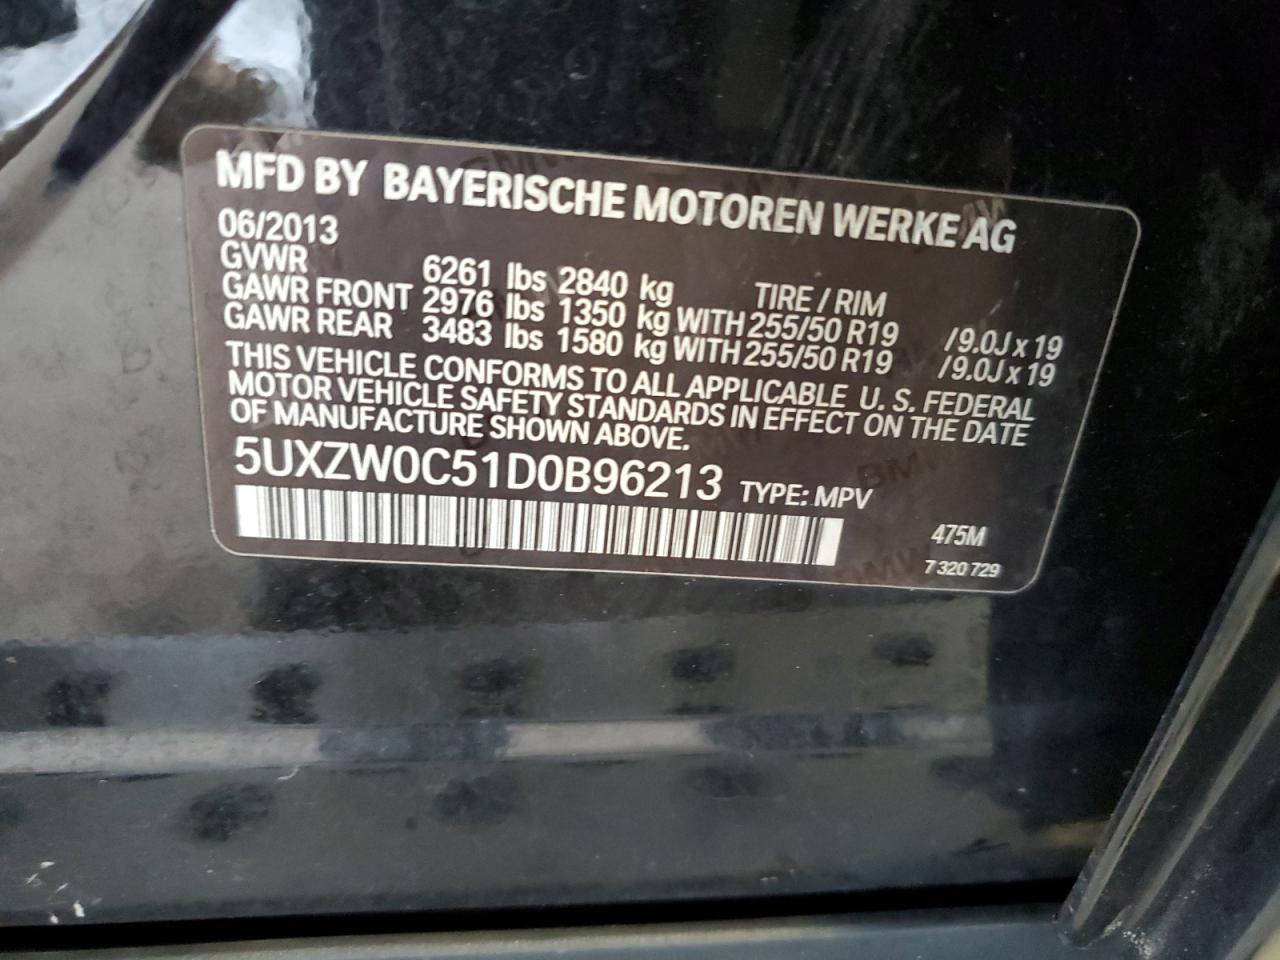 MFD BY BAYERISCHE MOTOREN WERKE AG
06/2013
GVWR 6261 lbs 2840 kg TIRE / RIM
GAWR FRONT 2976 lbs 1350 kg WITH 255/50 R19 /9.0J x 19
GAWR REAR 3483 lbs 1580 kg WITH 255/50 R19 /9.0J x 19
THIS VEHICLE CONFORMS TO ALL APPLICABLE U. S. FEDERAL
MOTOR VEHICLE SAFETY STANDARDS IN EFFECT ON THE DATE
OF MANUFACTURE SHOWN ABOVE.
5UXZW0C51D0B96213 TYPE: MPV
475M
7 320 729